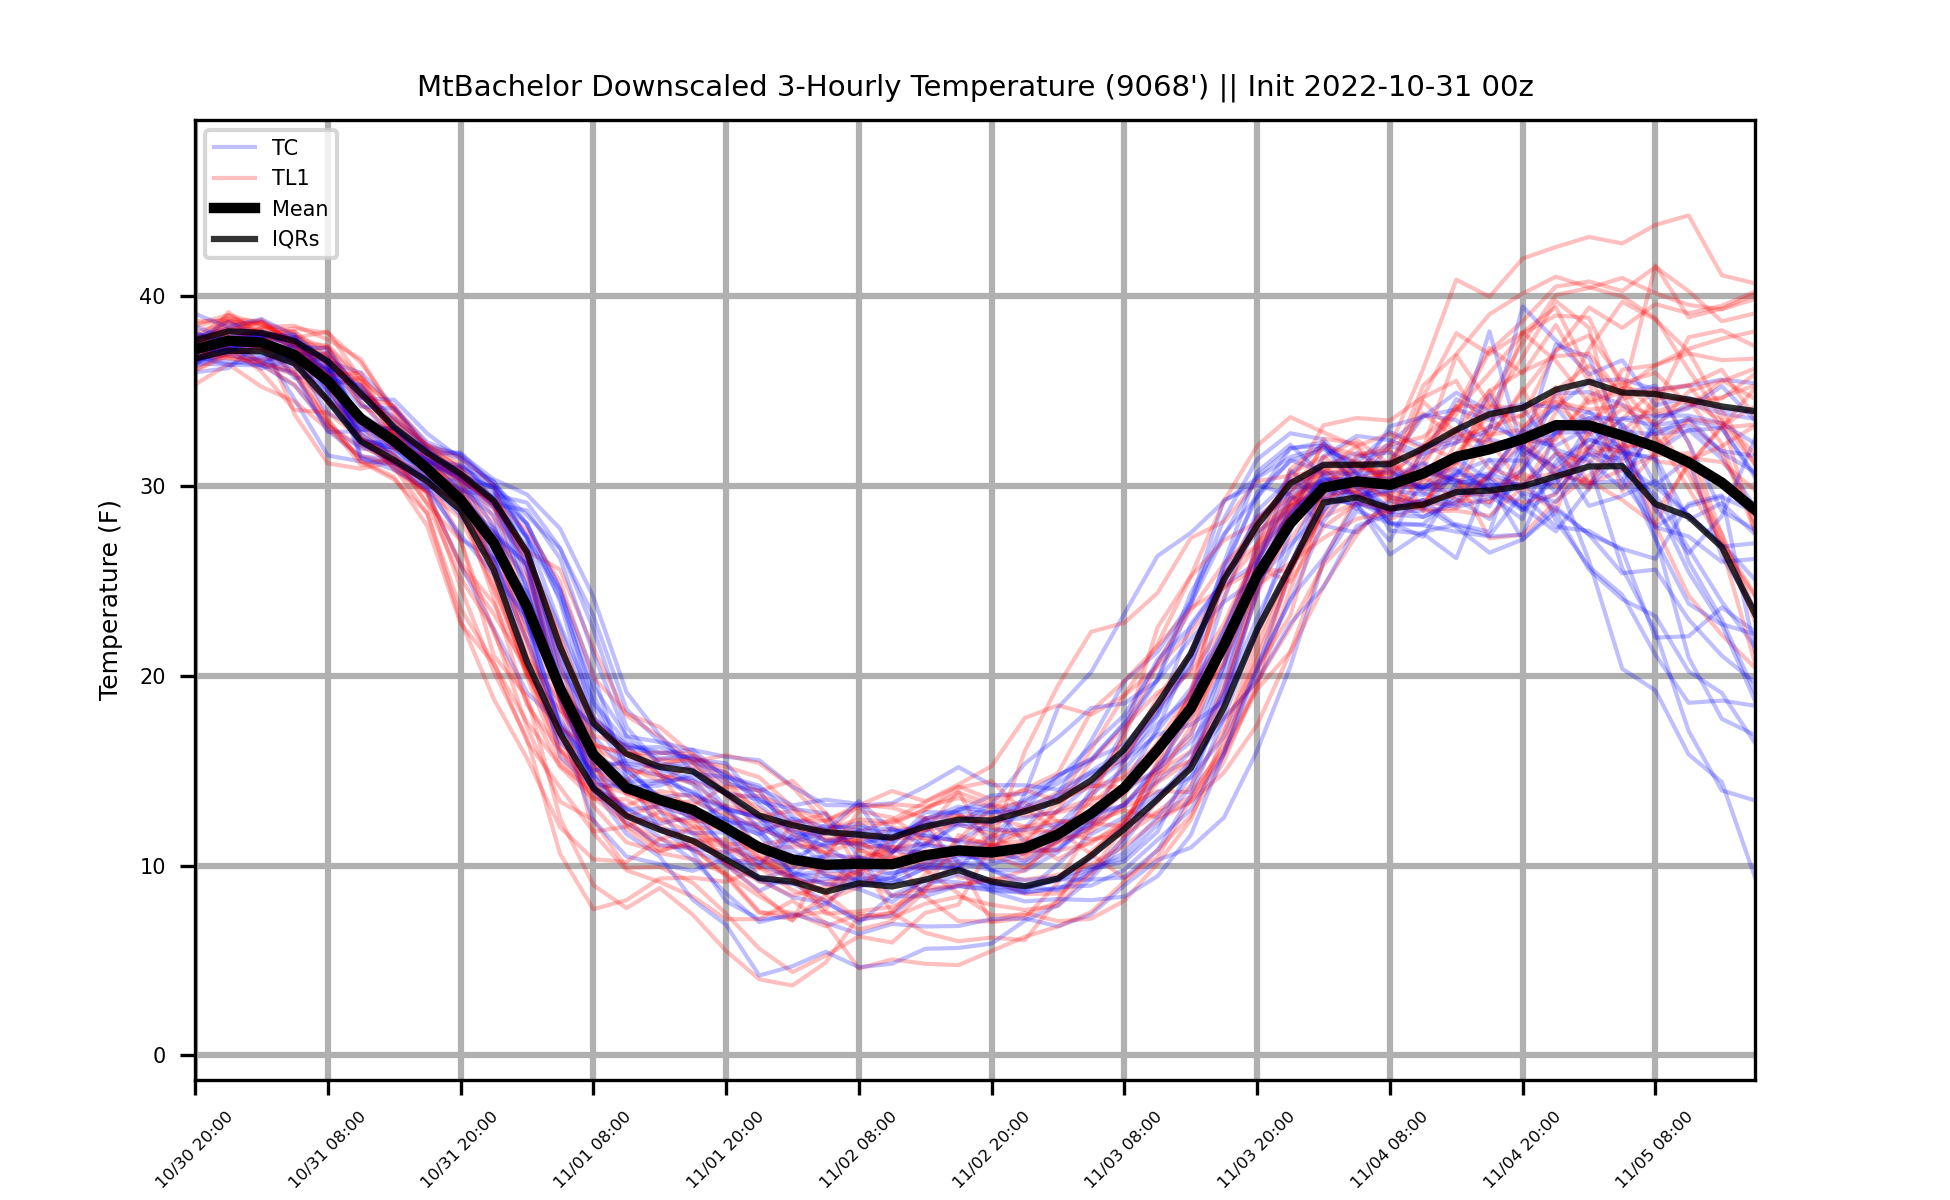 MtBachelor Downscaled 3-Hourly Temperature (9068') || Init 2022-10-31 00z
TC
TL1
Mean
IQRs
Temperature (F)
40
30
20
10
0
10/30 20:00
10/31 08:00
10/31 20:00
11/01 08:00
11/01 20:00
11/02 08:00
11/02 20:00
11/03 08:00
11/03 20:00
11/04 08:00
11/04 20:00
11/05 08:00